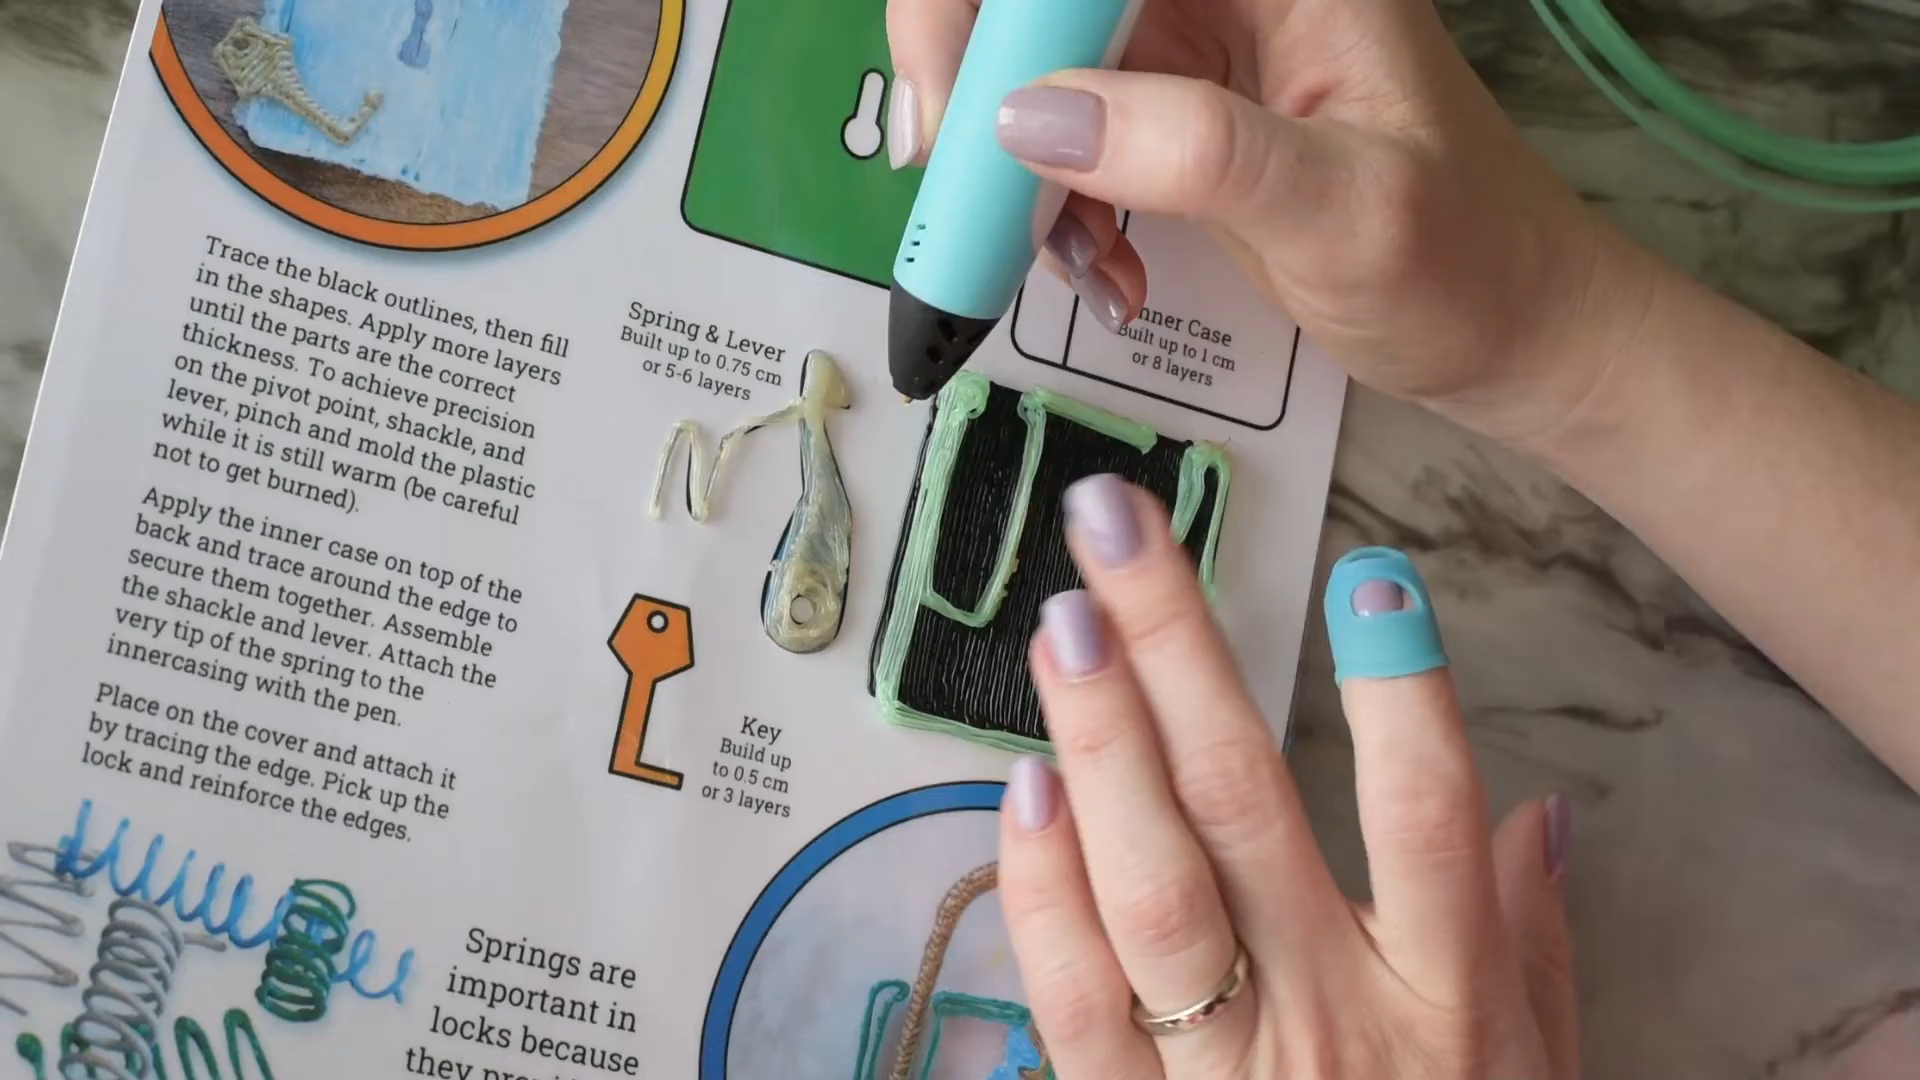 Trace the black outlines, then fill
in the shapes. Apply more layers
until the parts are the correct
thickness. To achieve precision
on the pivot point, shackle, and
lever, pinch and mold the plastic
while it is still warm (be careful
not to get burned).
Apply the inner case on top of the
back and trace around the edge to
secure them together. Assemble
the shackle and lever. Attach the
very tip of the spring to the
innercasing with the pen.
Place on the cover and attach it
by tracing the edge. Pick up the
lock and reinforce the edges.
Spring & Lever
Built up to 0.75 cm
or 5-6 layers
Inner Case
Built up to 1 cm
or 8 layers
Key
Build up
to 0.5 cm
or 3 layers
Springs are
important in
locks because
they